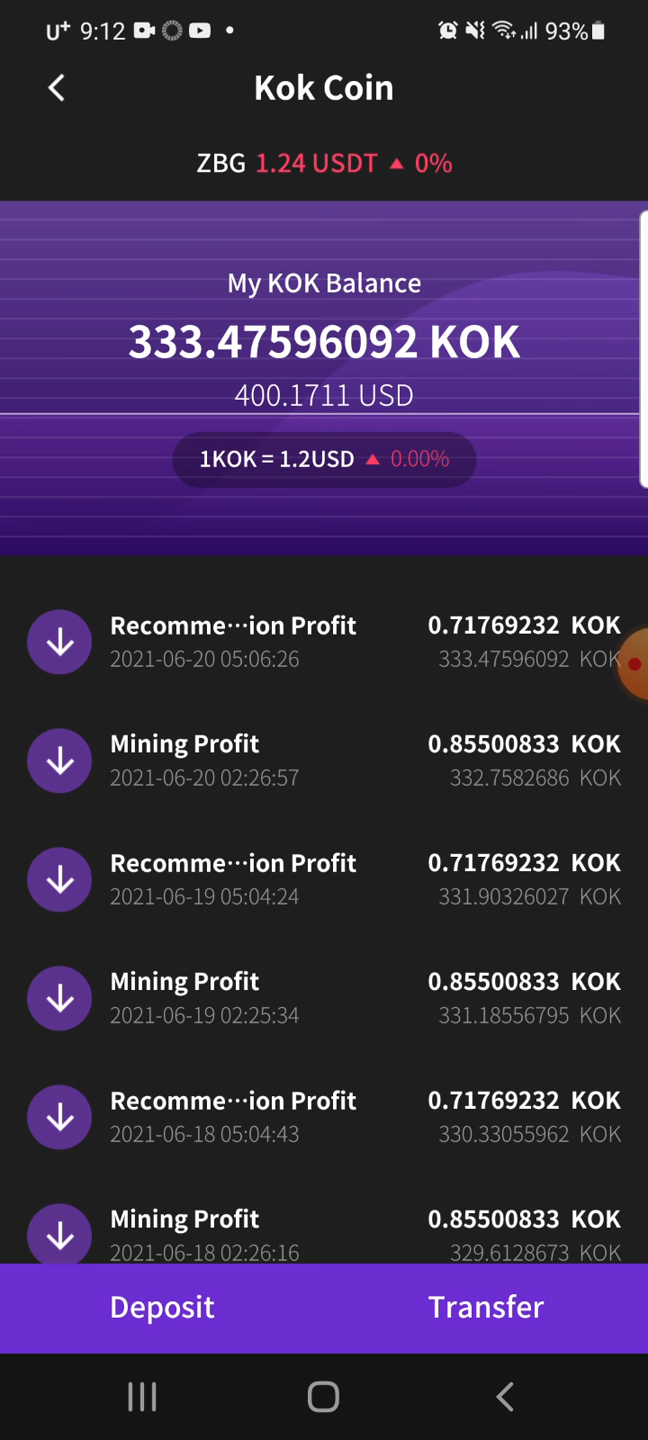 U+ 9:12 93%
Kok Coin
ZBG 1.24 USDT ▲ 0%
My KOK Balance
333.47596092 KOK
400.1711 USD
1KOK = 1.2USD ▲ 0.00%
Recomme···ion Profit 0.71769232 KOK
2021-06-20 05:06:26 333.47596092 KOK
Mining Profit 0.85500833 KOK
2021-06-20 02:26:57 332.7582686 KOK
Recomme···ion Profit 0.71769232 KOK
2021-06-19 05:04:24 331.90326027 KOK
Mining Profit 0.85500833 KOK
2021-06-19 02:25:34 331.18556795 KOK
Recomme···ion Profit 0.71769232 KOK
2021-06-18 05:04:43 330.33055962 KOK
Mining Profit 0.85500833 KOK
2021-06-18 02:26:16 329.6128673 KOK
Deposit Transfer